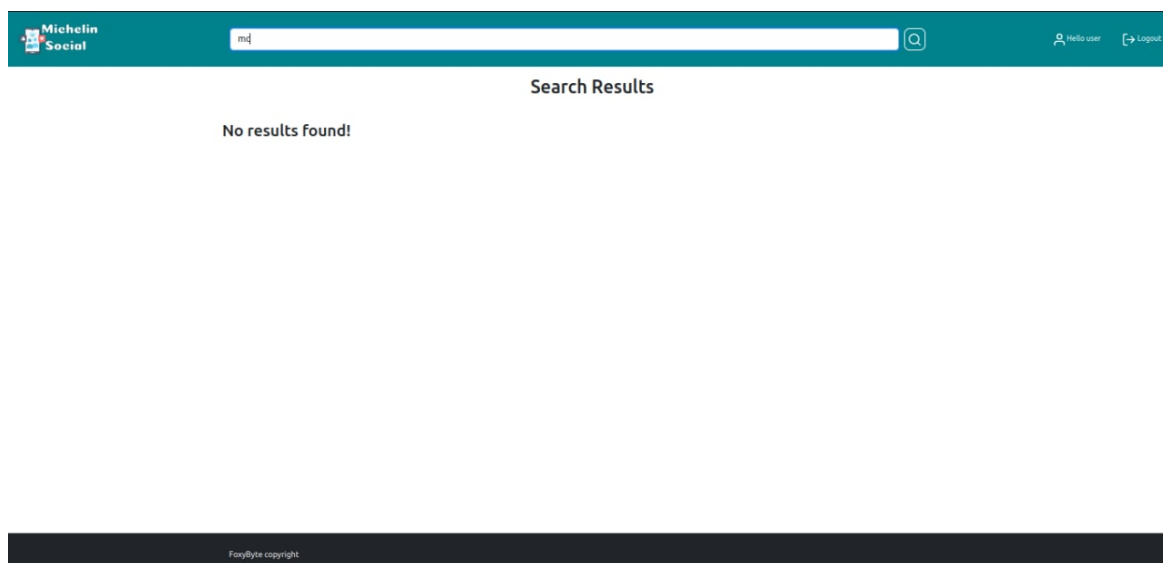 Michelin
Social
md
Hello user
Logout
Search Results
No results found!
FoxyByte copyright